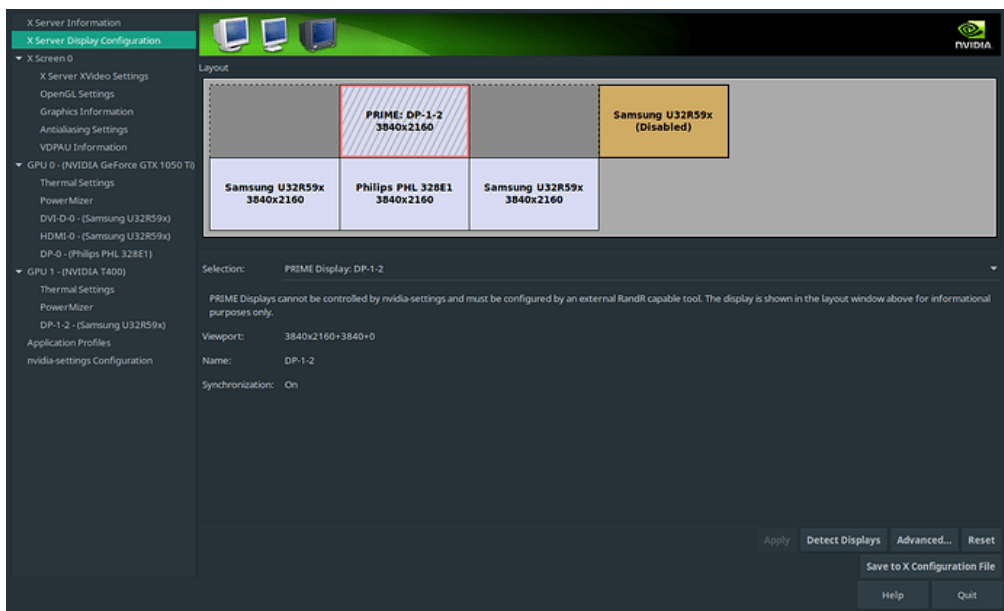 X Server Information
X Server Display Configuration
X Screen 0
X Server XVideo Settings
OpenGL Settings
Graphics Information
Antialiasing Settings
VDPAU Information
GPU 0 - (NVIDIA GeForce GTX 1050 Ti)
Thermal Settings
PowerMizer
DVI-D-0 - (Samsung U32R59x)
HDMI-0 - (Samsung U32R59x)
DP-0 - (Philips PHL 328E1)
GPU 1 - (NVIDIA T400)
Thermal Settings
PowerMizer
DP-1-2 - (Samsung U32R59x)
Application Profiles
nvidia-settings Configuration
NVIDIA
Layout
PRIME: DP-1-2
3840x2160
Samsung U32R59x
(Disabled)
Samsung U32R59x
3840x2160
Philips PHL 328E1
3840x2160
Samsung U32R59x
3840x2160
Selection: PRIME Display: DP-1-2
PRIME Displays cannot be controlled by nvidia-settings and must be configured by an external RandR capable tool. The display is shown in the layout window above for informational
purposes only.
Viewport: 3840x2160+3840+0
Name: DP-1-2
Synchronization: On
Apply Detect Displays Advanced... Reset
Save to X Configuration File
Help Quit